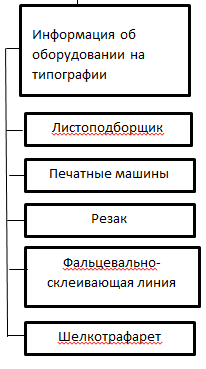 Информация об
оборудовании на
типографии
Листоподборщик
Печатные машины
Резак
Фальцевально-
склеивающая линия
Шелкотрафарет